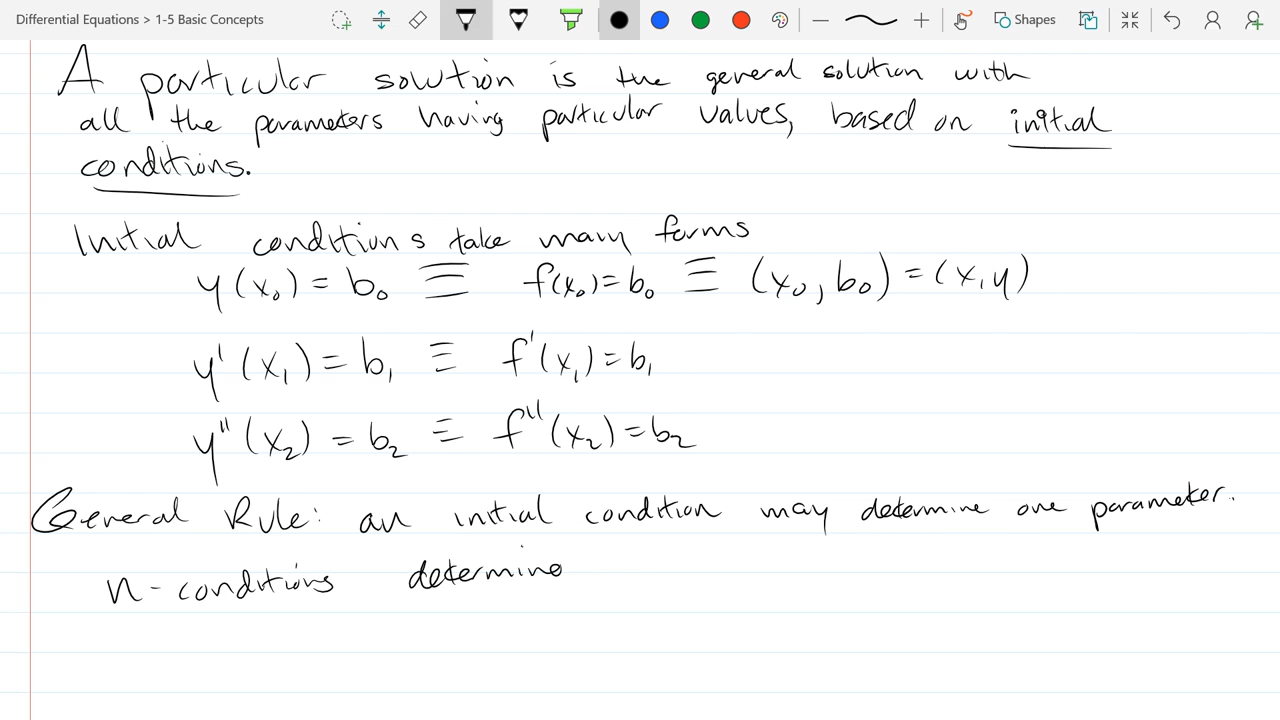 Differential Equations > 1-5 Basic Concepts
Shapes
A particular solution is the general solution with
all the parameters having particular values, based on initial
conditions.
Initial conditions take many forms
y(x₀) = b₀ ≡ f(x₀) = b₀ ≡ (x₀, b₀) = (x, y)
y'(x₁) = b₁ ≡ f'(x₁) = b₁
y''(x₂) = b₂ ≡ f''(x₂) = b₂
General Rule: an initial condition may determine one parameter.
n-conditions determine